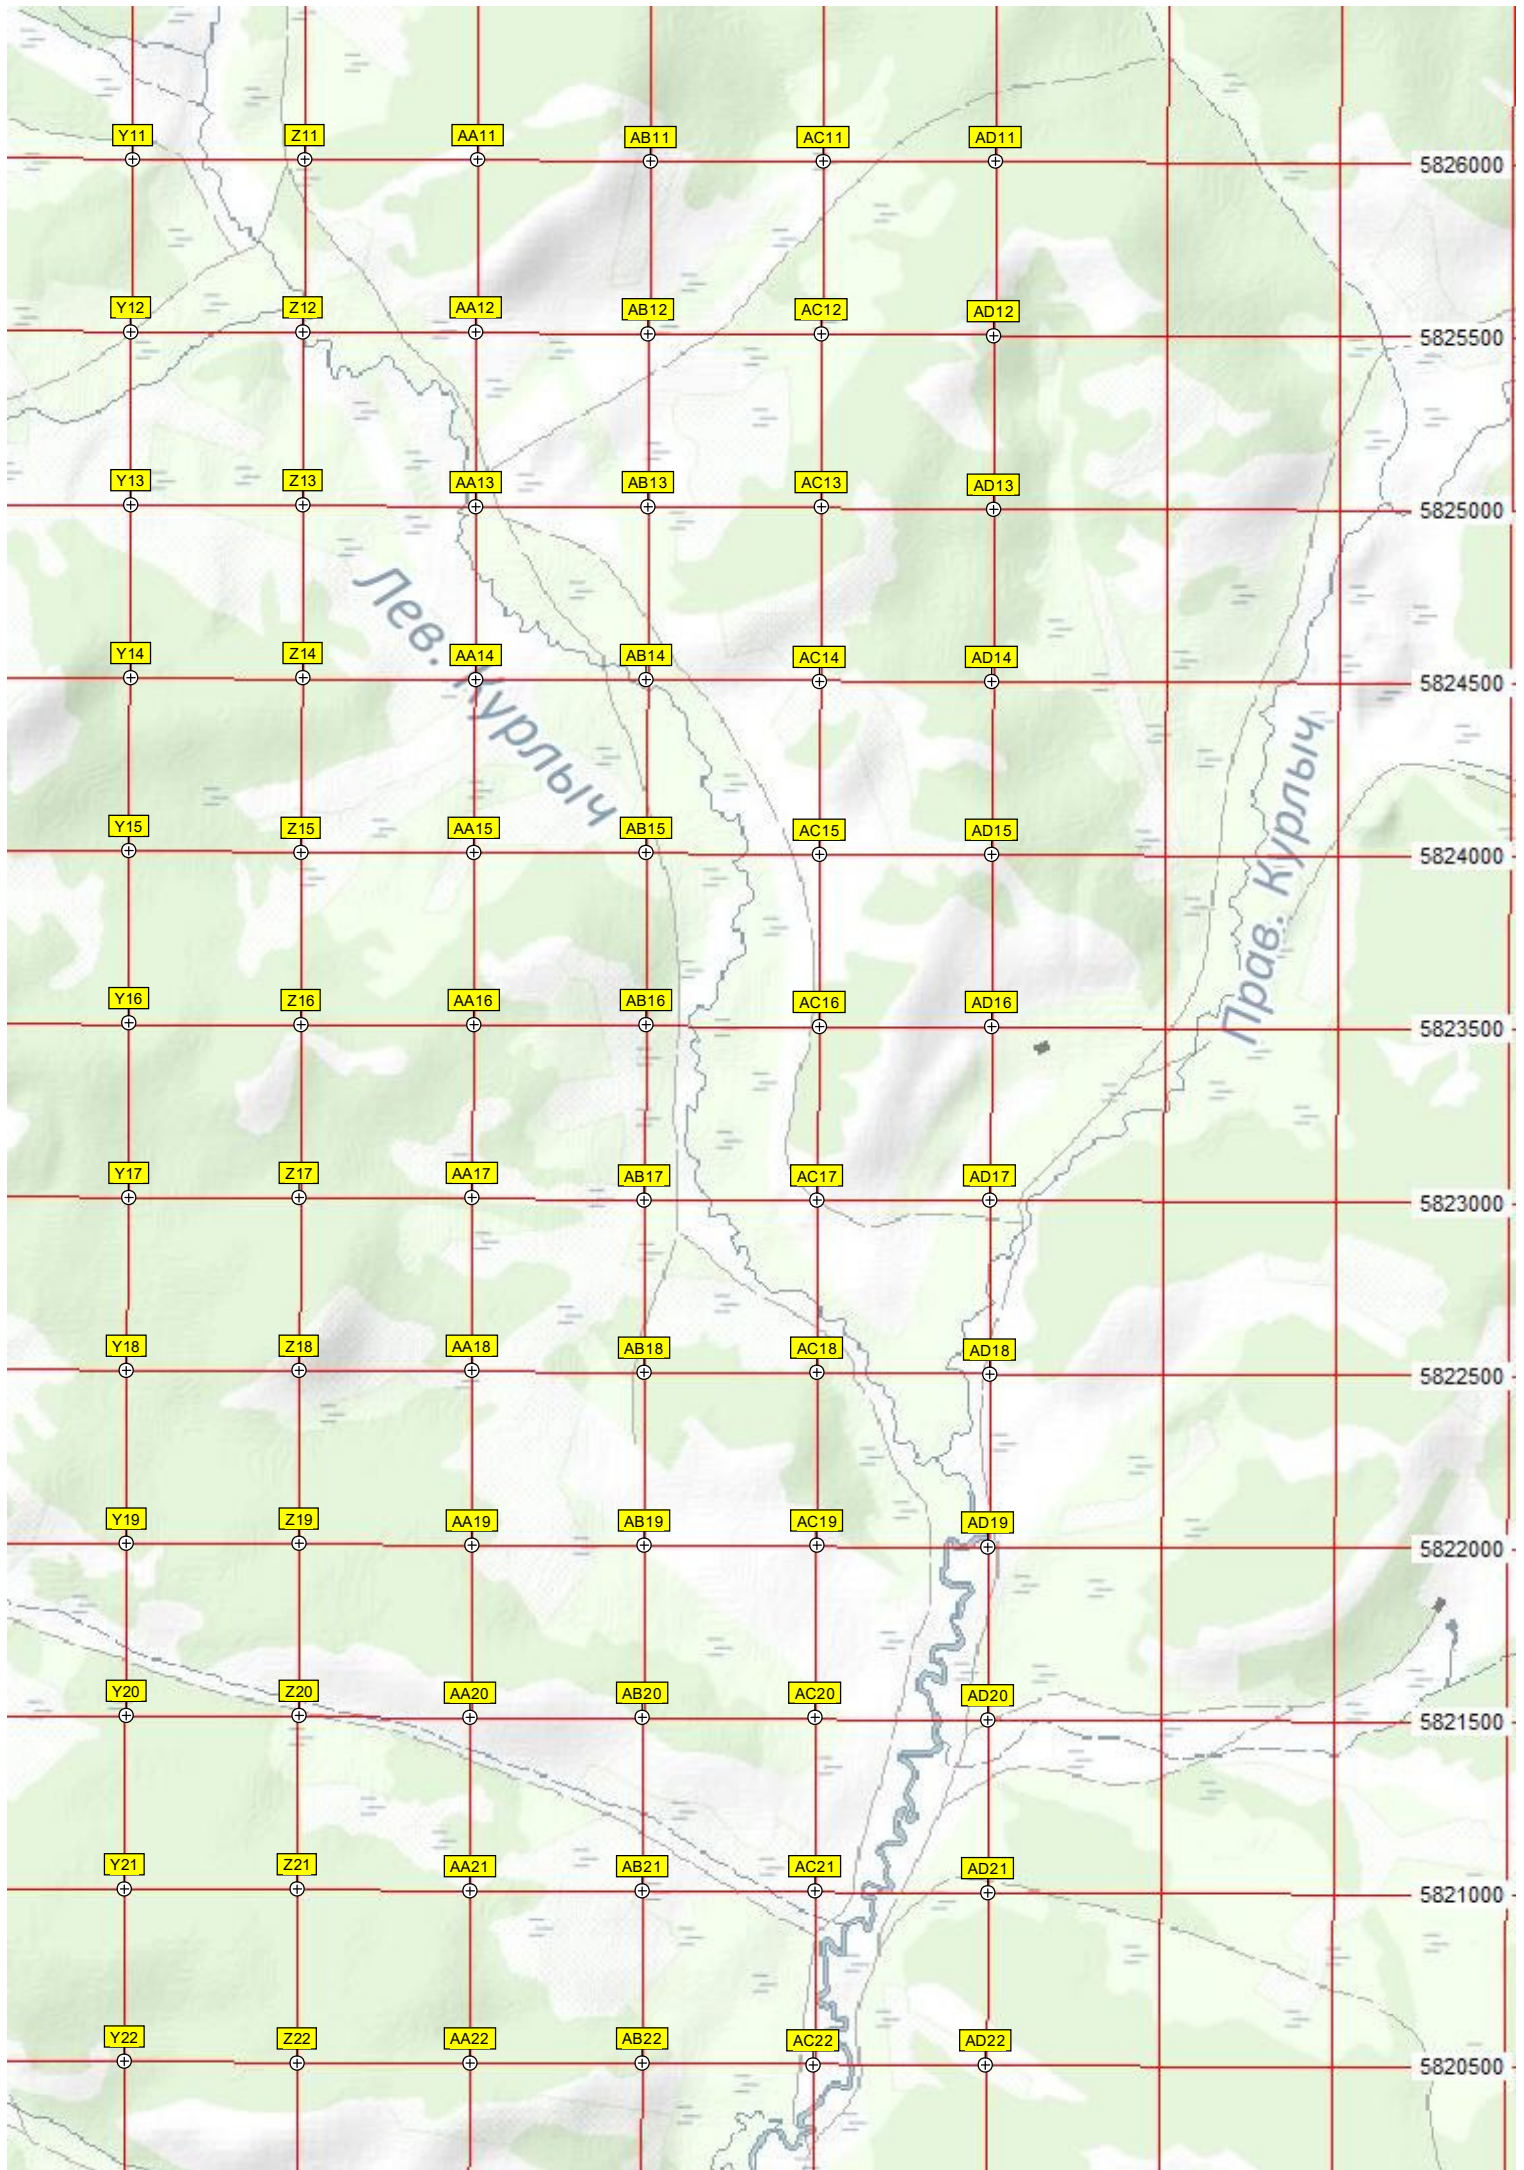 Y11 Z11 AA11 AB11 AC11 AD11
5826000
Y12 Z12 AA12 AB12 AC12 AD12
5825500
Y13 Z13 AA13 AB13 AC13 AD13
5825000
Лев. Курлыч
Y14 Z14 AA14 AB14 AC14 AD14
5824500
Прав. Курлыч
Y15 Z15 AA15 AB15 AC15 AD15
5824000
Y16 Z16 AA16 AB16 AC16 AD16
5823500
Y17 Z17 AA17 AB17 AC17 AD17
5823000
Y18 Z18 AA18 AB18 AC18 AD18
5822500
Y19 Z19 AA19 AB19 AC19 AD19
5822000
Y20 Z20 AA20 AB20 AC20 AD20
5821500
Y21 Z21 AA21 AB21 AC21 AD21
5821000
Y22 Z22 AA22 AB22 AC22 AD22
5820500